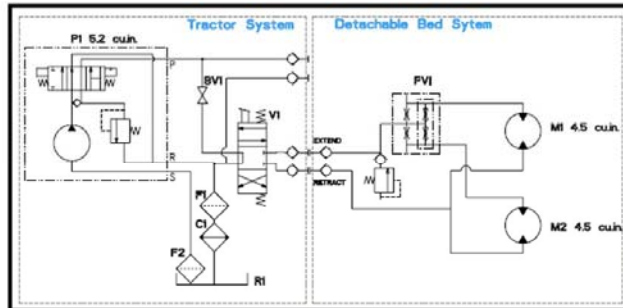 Tractor System
Detachable Bed Sytem
P1 5.2 cu.in.
P
BV1
V1
PV1
EXTEND
M1 4.5 cu.in.
R
RETRACT
S
F1
C1
M2 4.5 cu.in.
F2
R1